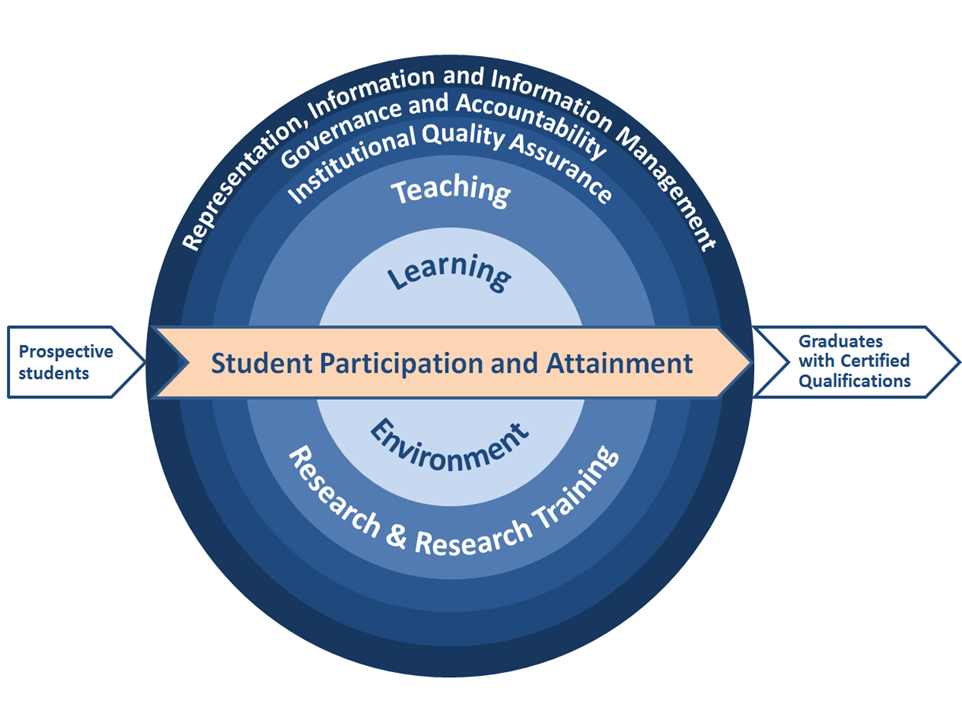 Representation, Information and Information Management
Governance and Accountability
Institutional Quality Assurance
Teaching
Learning
Prospective
students
Student Participation and Attainment
Graduates
with Certified
Qualifications
Environment
Research & Research Training